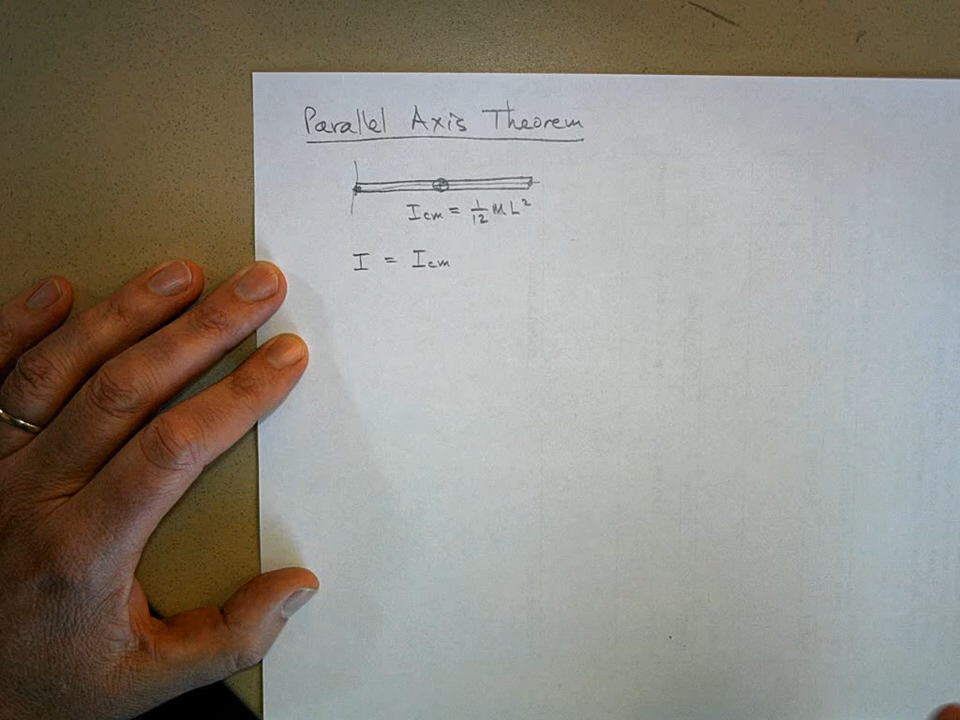 Parallel Axis Theorem
Icm = 1/12 ML²
I = Icm